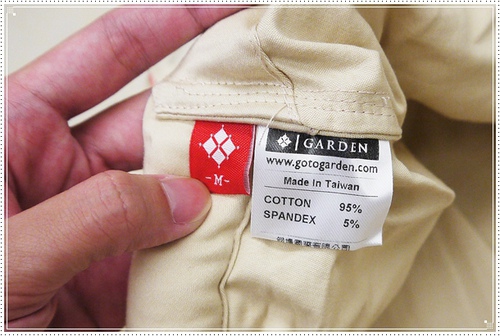 - M -
GARDEN
www.gotogarden.com
Made In Taiwan
COTTON 95%
SPANDEX 5%